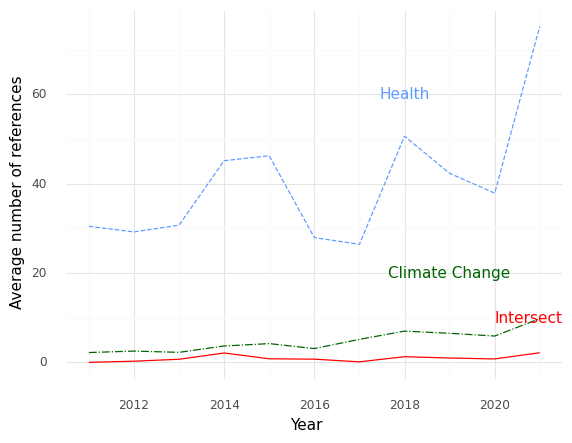 Average number of references
60
40
20
0
Health
Climate Change
Intersect
2012
2014
2016
2018
2020
Year